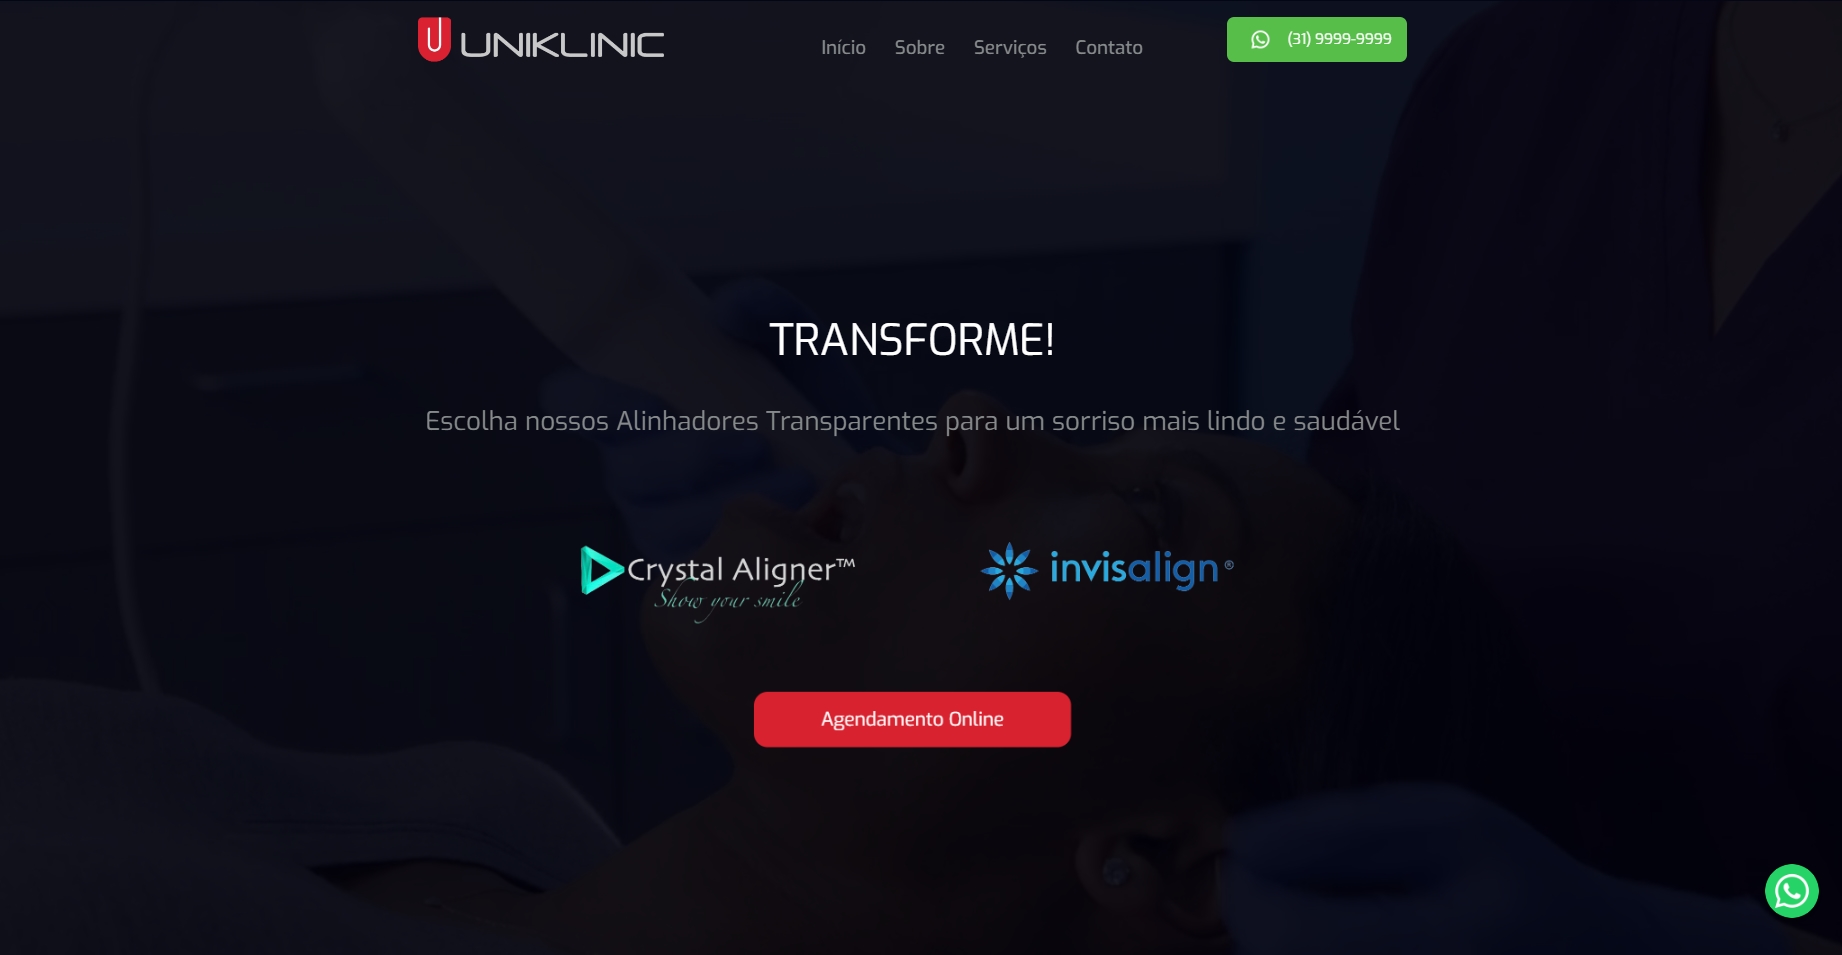 UNIKLINIC
Início Sobre Serviços Contato
(31) 9999-9999
TRANSFORME!
Escolha nossos Alinhadores Transparentes para um sorriso mais lindo e saudável
Crystal Aligner™
Show your smile
invisalign®
Agendamento Online